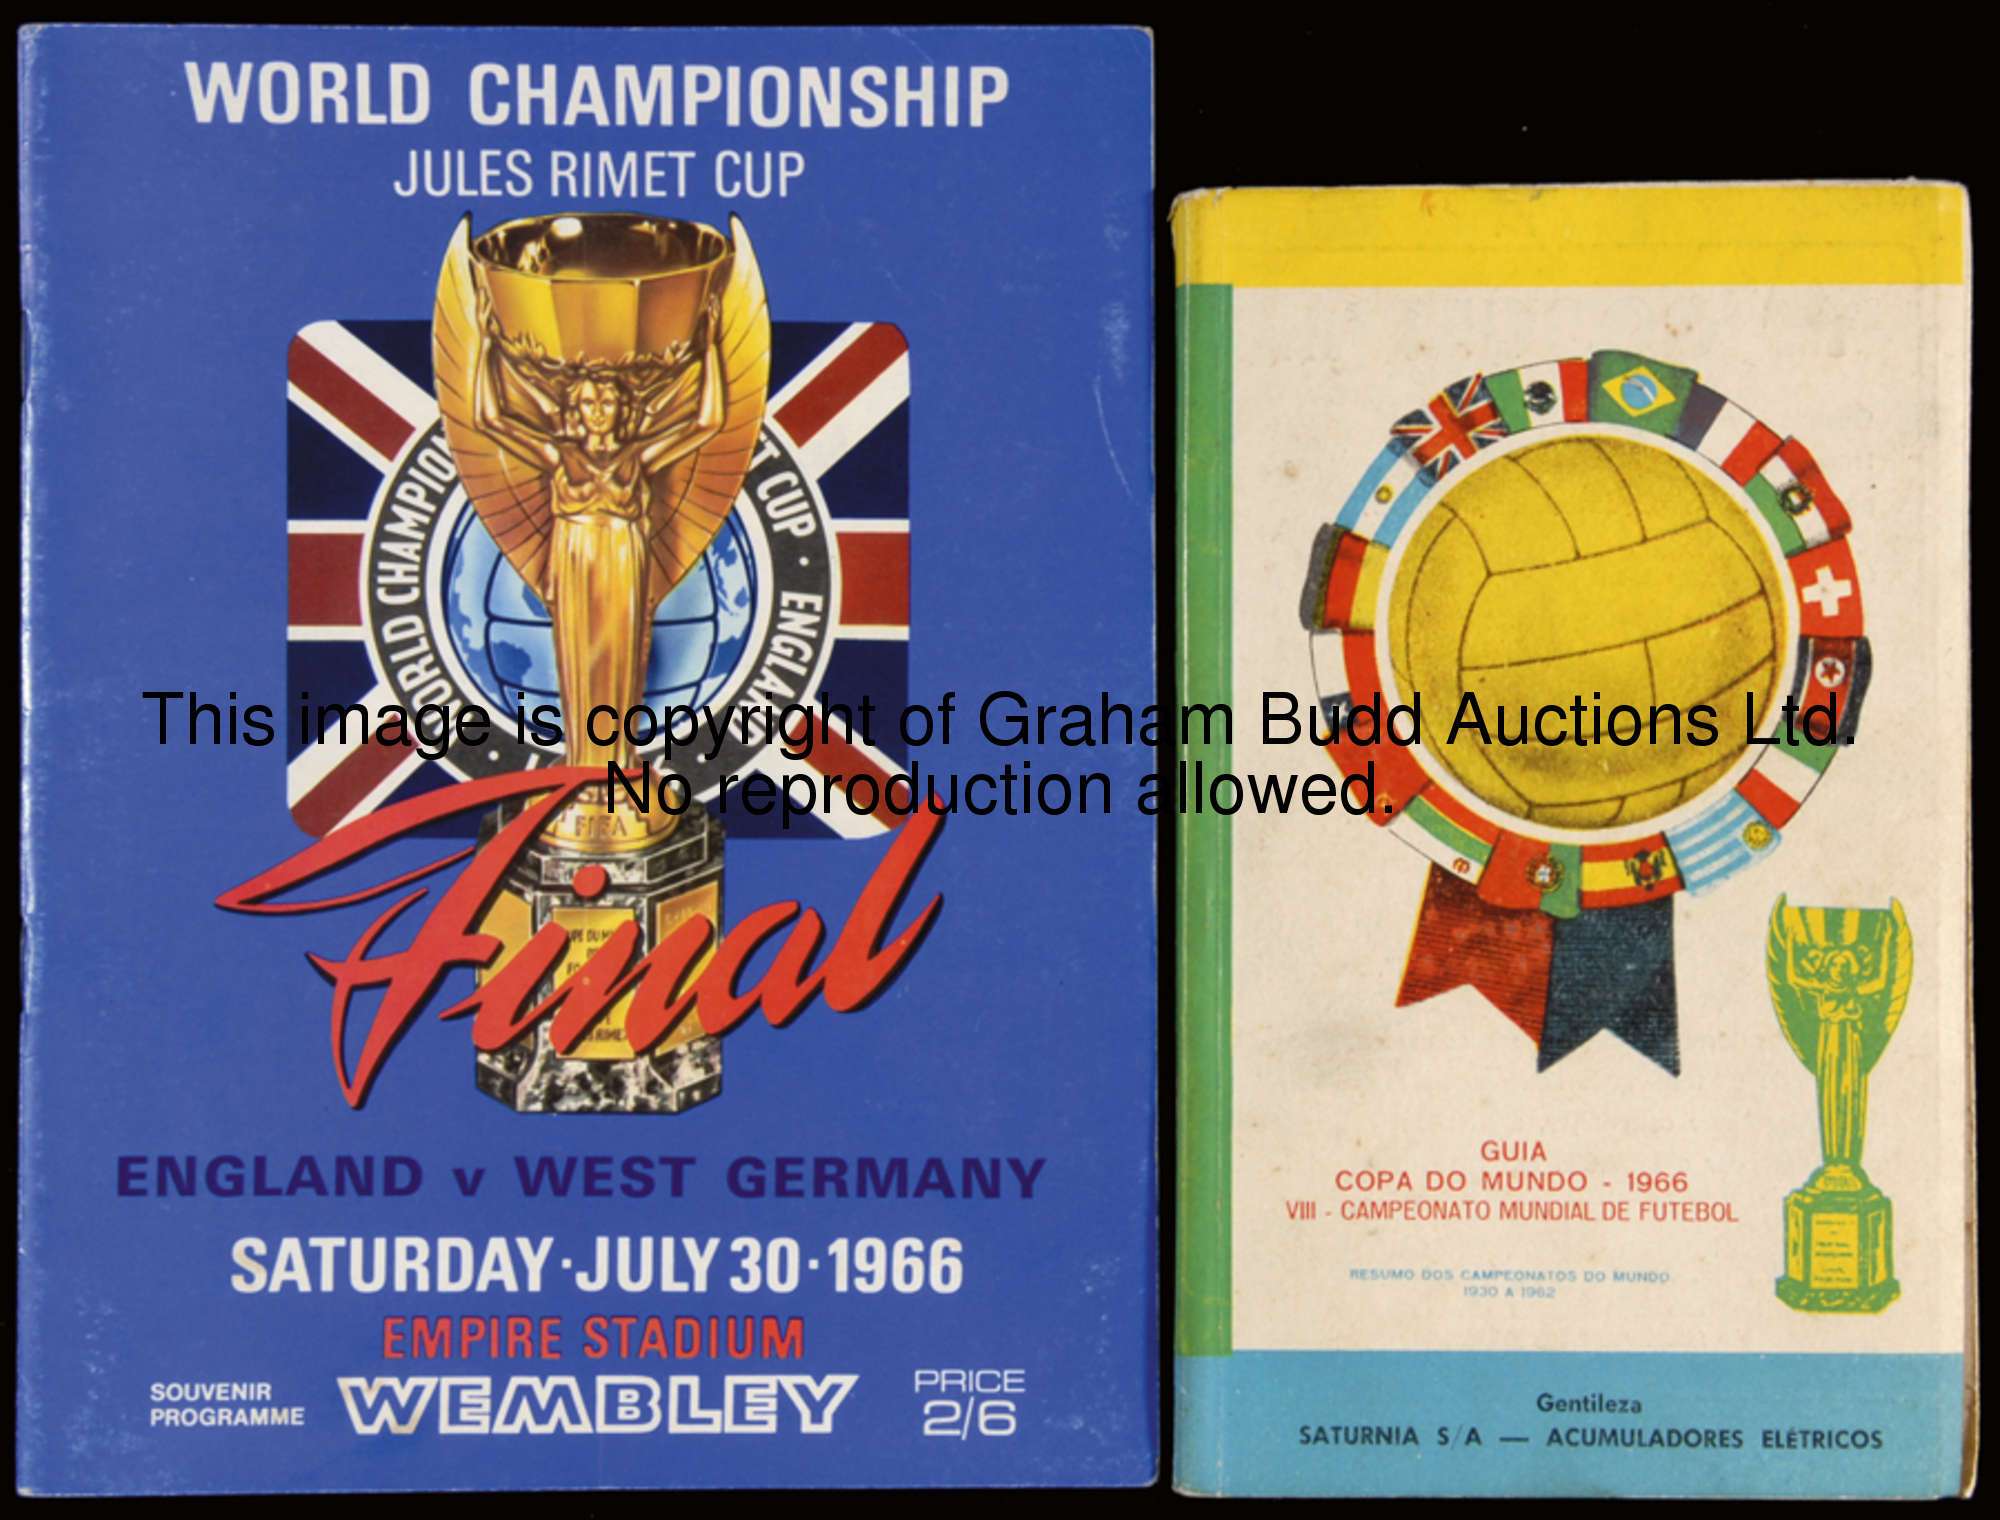 WORLD CHAMPIONSHIP
JULES RIMET CUP
WORLD CHAMPION
T CUP · ENGLAN
FIFA
Final
ENGLAND v WEST GERMANY
SATURDAY·JULY 30·1966
EMPIRE STADIUM
SOUVENIR
PROGRAMME
WEMBLEY
PRICE
2/6
GUIA
COPA DO MUNDO - 1966
VIII - CAMPEONATO MUNDIAL DE FUTEBOL
RESUMO DOS CAMPEONATOS DO MUNDO
1930 A 1962
Gentileza
SATURNIA S/A — ACUMULADORES ELÉTRICOS
This image is copyright of Graham Budd Auctions Ltd.
No reproduction allowed.